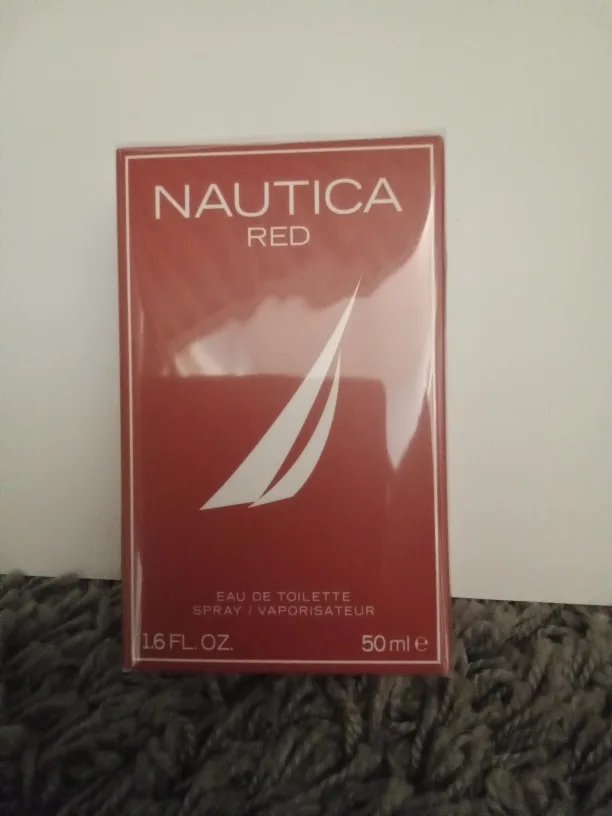 NAUTICA
RED
EAU DE TOILETTE
SPRAY / VAPORISATEUR
1.6 FL. OZ.
50 ml ℮